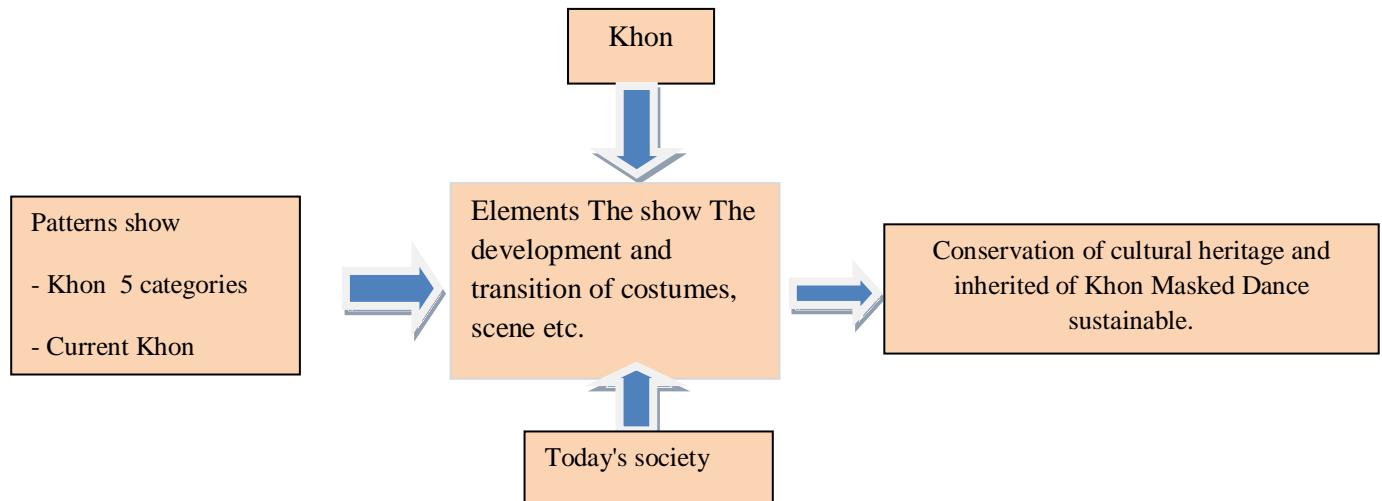 Khon
Patterns show
- Khon 5 categories
- Current Khon
Elements The show The
development and
transition of costumes,
scene etc.
Conservation of cultural heritage and
inherited of Khon Masked Dance
sustainable.
Today's society